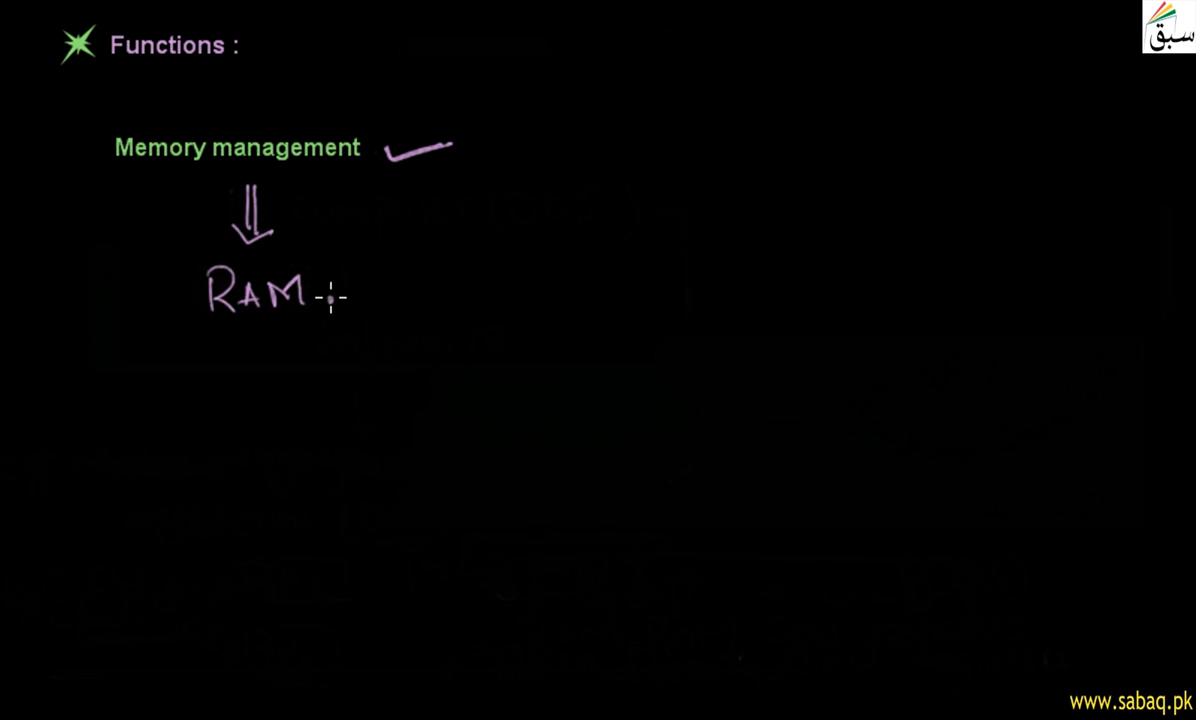 سبق
Functions :
Memory management
RAM
www.sabaq.pk